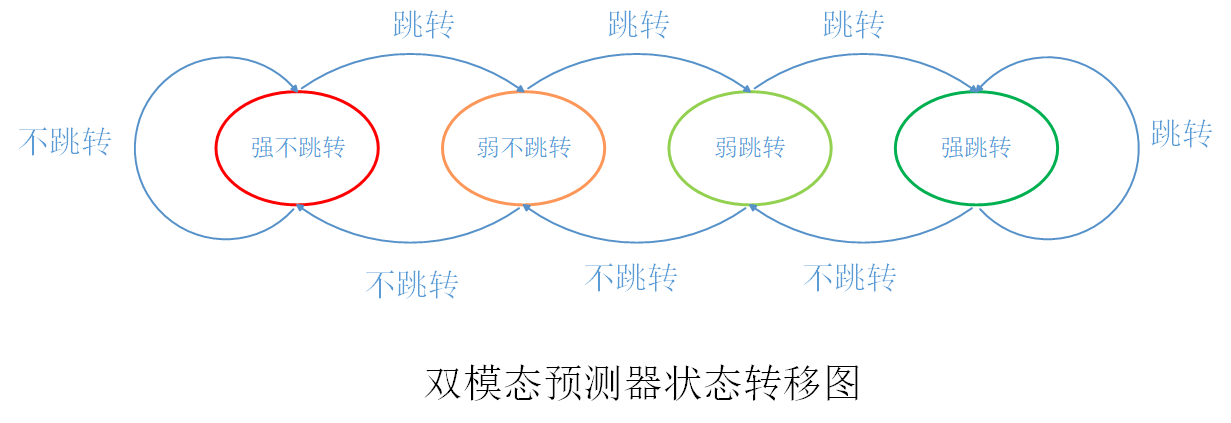 跳转 跳转 跳转
不跳转 强不跳转 弱不跳转 弱跳转 强跳转 跳转
不跳转 不跳转 不跳转
双模态预测器状态转移图